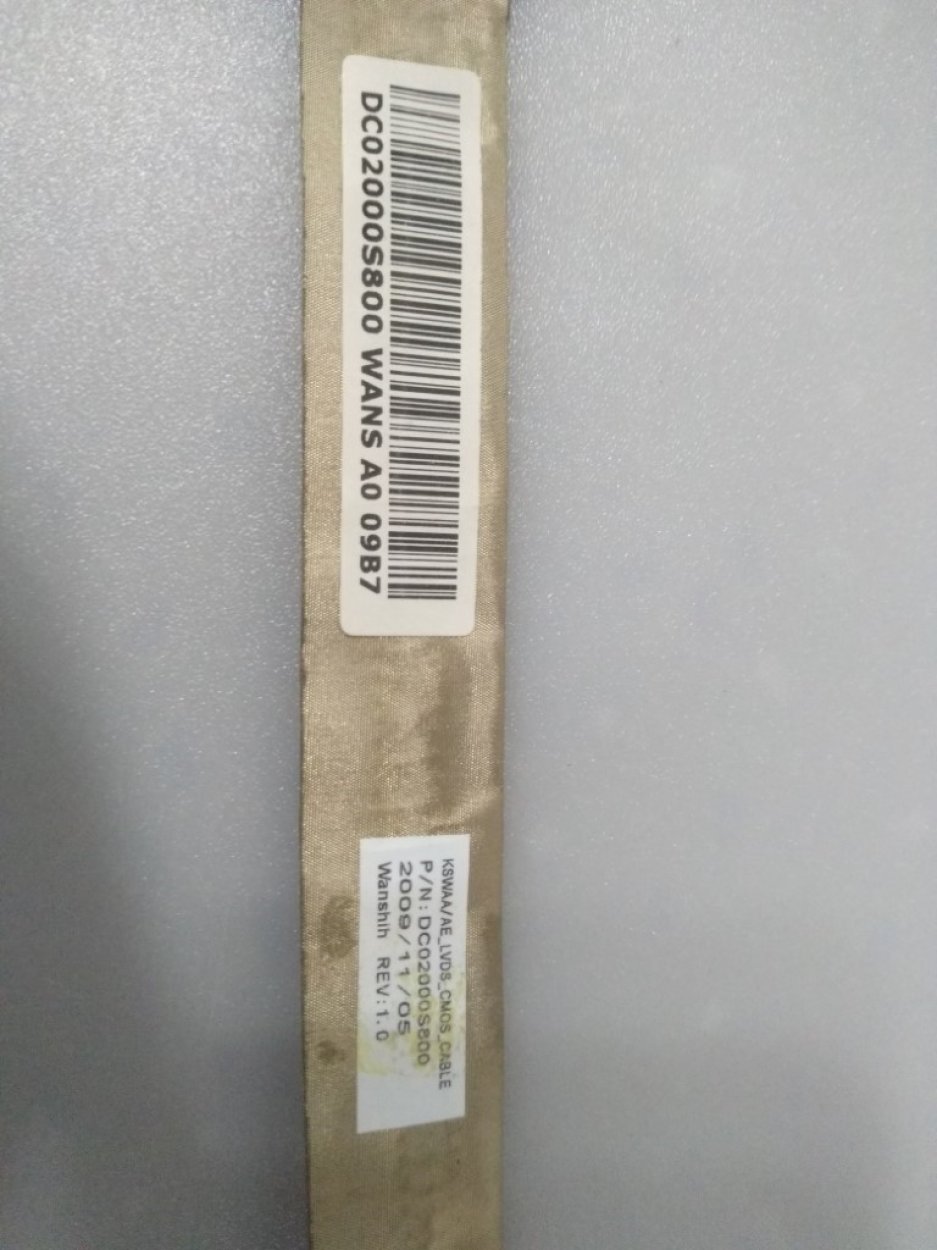 DC02000S800 WANS A0 09B7
KSWAA/AE_LVDS_CMOS_CABLE
P/N:DC02000S800
2009/11/05
Wanshih REV:1.0